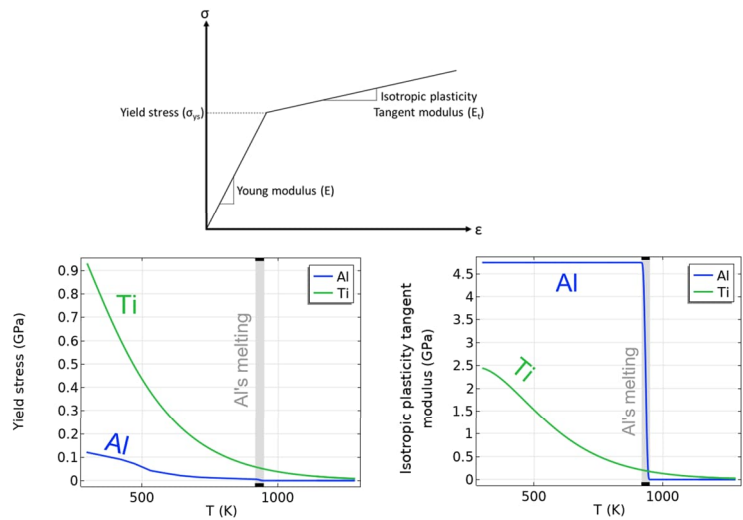 σ
Isotropic plasticity
Yield stress (σys)
Tangent modulus (Et)
Young modulus (E)
ε
Yield stress (GPa)
0.9
0.8
0.7
0.6
0.5
0.4
0.3
0.2
0.1
0
Ti
Al
Al's melting
Al
Ti
500
1000
T (K)
Isotropic plasticity tangent
modulus (GPa)
4.5
4
3.5
3
2.5
2
1.5
1
0.5
0
Al
Ti
Al's melting
Al
Ti
500
1000
T (K)